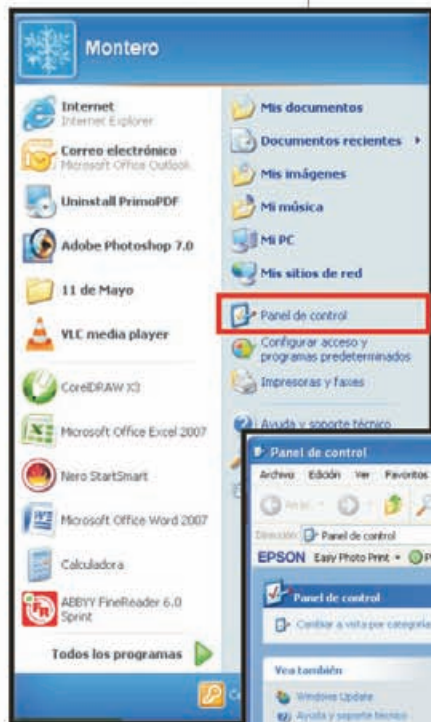 Montero
Internet
Internet Explorer
Correo electrónico
Microsoft Office Outlook
Uninstall PrimoPDF
Adobe Photoshop 7.0
11 de Mayo
VLC media player
CorelDRAW X3
Microsoft Office Excel 2007
Nero StartSmart
Microsoft Office Word 2007
Calculadora
ABBYY FineReader 6.0
Sprint
Todos los programas
Mis documentos
Documentos recientes
Mis imágenes
Mi música
Mi PC
Mis sitios de red
Panel de control
Configurar acceso y
programas predeterminados
Impresoras y faxes
Ayuda y soporte técnico
Panel de control
Archivo Edición Ver Favoritos
Atrás
Dirección Panel de control
EPSON Easy Photo Print
Panel de control
Cambiar a vista por categorías
Vea también
Windows Update
Ayuda y soporte técnico